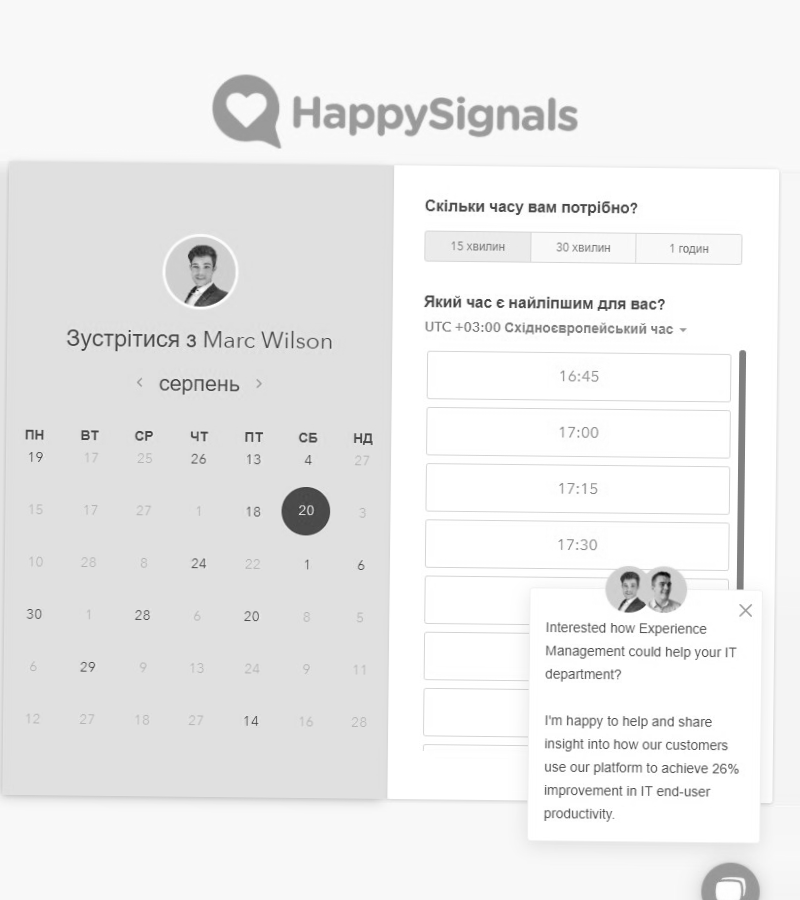 HappySignals
Зустрітися з Marc Wilson
серпень
ПН ВТ СР ЧТ ПТ СБ НД
19 17 25 26 13 4 27
15 17 27 1 18 20 3
10 28 8 24 22 1 6
30 1 28 6 20 8 5
6 29 9 13 24 9 11
12 27 18 27 14 16 28
Скільки часу вам потрібно?
15 хвилин 30 хвилин 1 годин
Який час є найліпшим для вас?
UTC +03:00 Східноєвропейський час
16:45
17:00
17:15
17:30
Interested how Experience
Management could help your IT
department?
I'm happy to help and share
insight into how our customers
use our platform to achieve 26%
improvement in IT end-user
productivity.